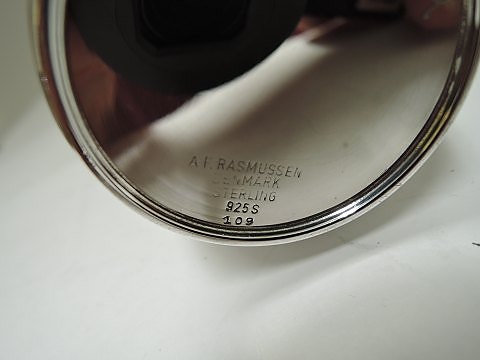 A.F. RASMUSSEN
DENMARK
STERLING
925 S
109